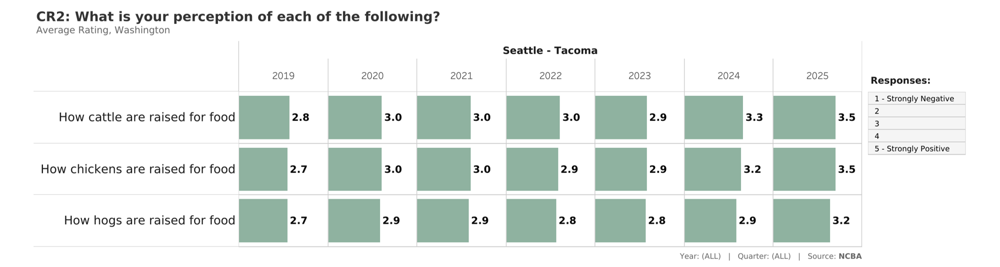 CR2: What is your perception of each of the following?
Average Rating, Washington
Seattle - Tacoma
2019 2020 2021 2022 2023 2024 2025
How cattle are raised for food 2.8 3.0 3.0 3.0 2.9 3.3 3.5
How chickens are raised for food 2.7 3.0 3.0 2.9 2.9 3.2 3.5
How hogs are raised for food 2.7 2.9 2.9 2.8 2.8 2.9 3.2
Responses:
1 - Strongly Negative
2
3
4
5 - Strongly Positive
Year: (ALL) | Quarter: (ALL) | Source: NCBA